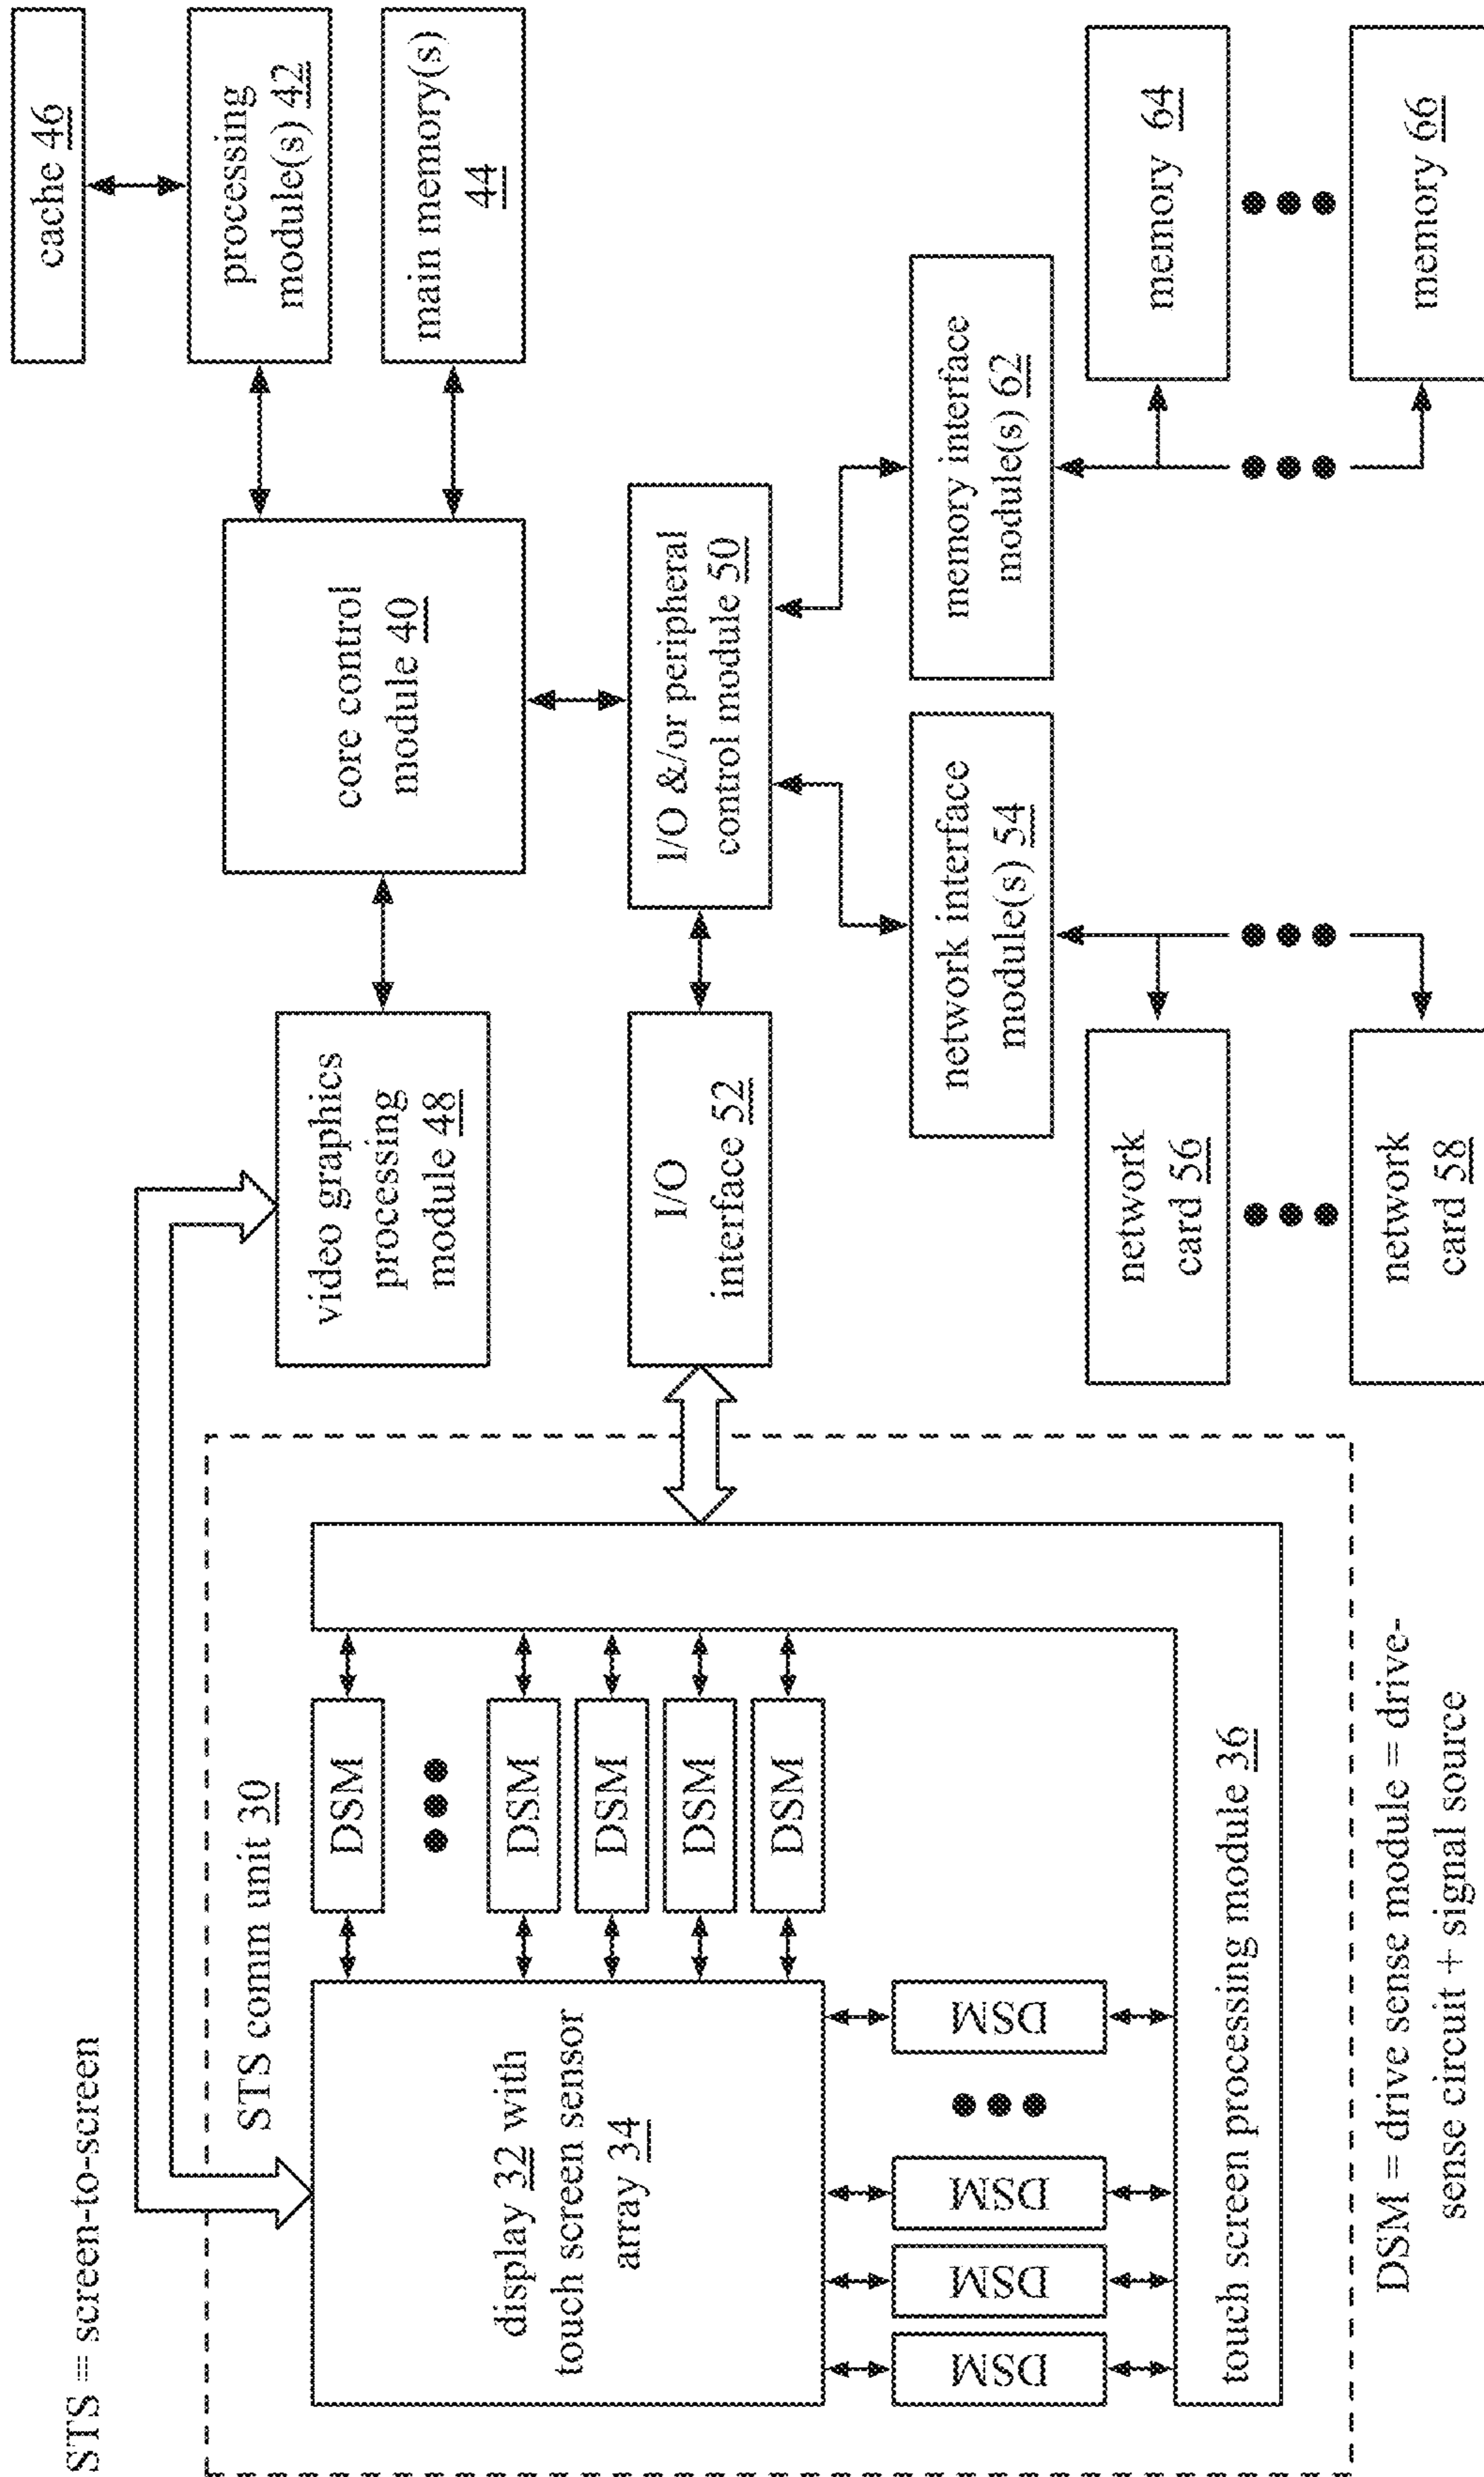 STS = screen-to-screen
STS comm unit 30
display 32 with
touch screen sensor
array 34
DSM
DSM
DSM
DSM
DSM
DSM
DSM
DSM
DSM
touch screen processing module 36
DSM = drive sense module = drive-
sense circuit + signal source
video graphics
processing
module 48
core control
module 40
cache 46
processing
module(s) 42
main memory(s)
44
I/O
interface 52
I/O &/or peripheral
control module 50
network interface
module(s) 54
memory interface
module(s) 62
network
card 56
network
card 58
memory 64
memory 66